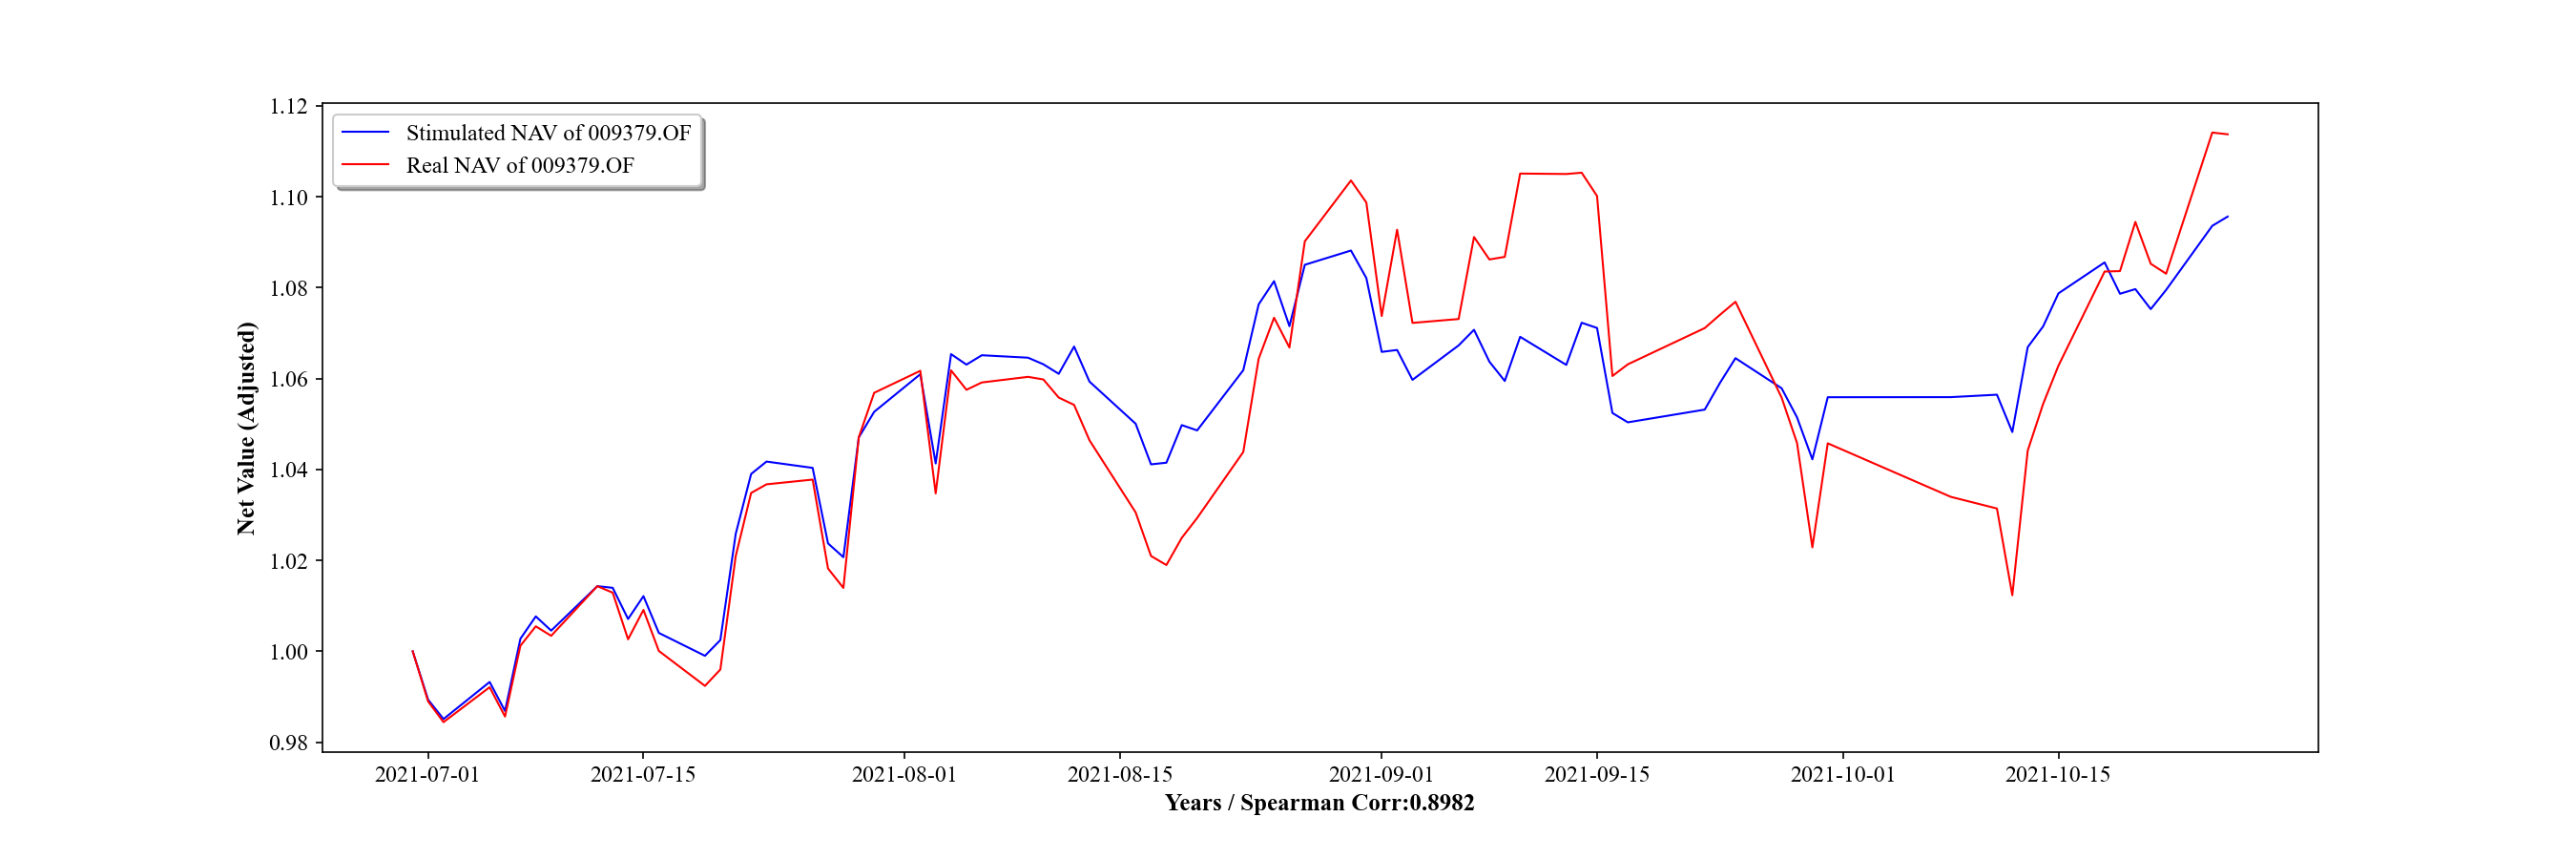 Stimulated NAV of 009379.OF
Real NAV of 009379.OF
Net Value (Adjusted)
1.12
1.10
1.08
1.06
1.04
1.02
1.00
0.98
2021-07-01 2021-07-15 2021-08-01 2021-08-15 2021-09-01 2021-09-15 2021-10-01 2021-10-15
Years / Spearman Corr:0.8982